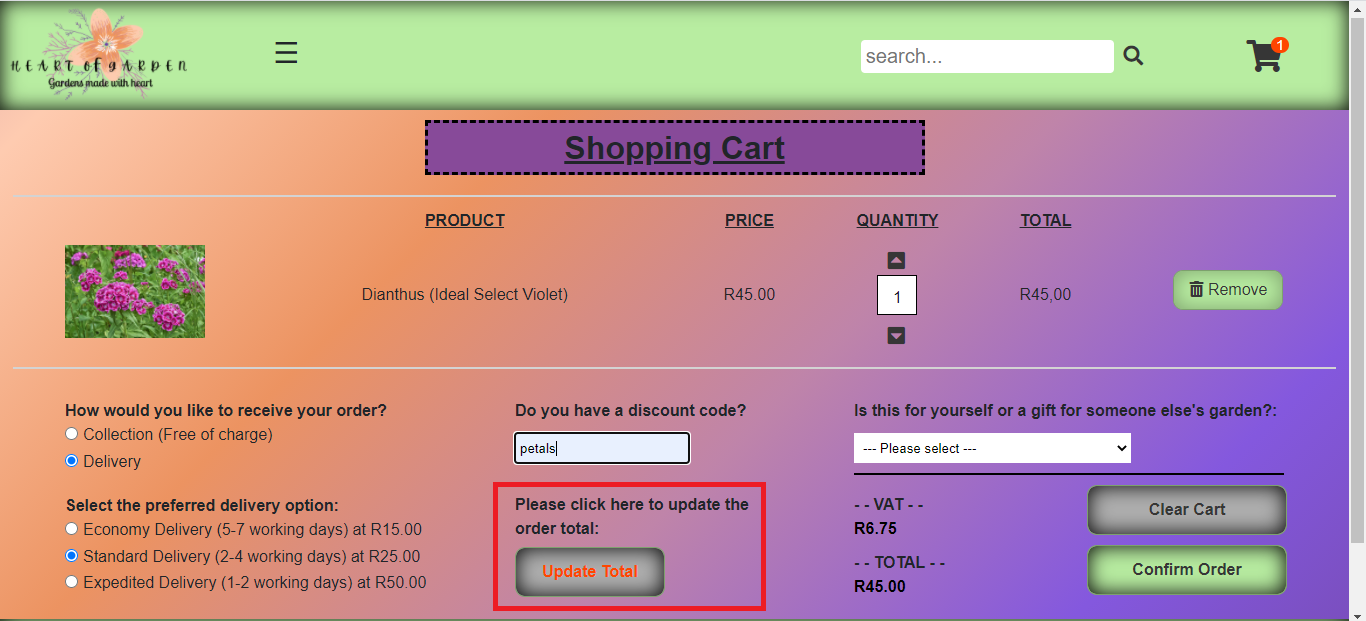 HEART OF GARDEN
Gardens made with heart
search...
1
Shopping Cart
PRODUCT PRICE QUANTITY TOTAL
Dianthus (Ideal Select Violet) R45.00 1 R45,00 Remove
How would you like to receive your order?
Collection (Free of charge)
Delivery
Select the preferred delivery option:
Economy Delivery (5-7 working days) at R15.00
Standard Delivery (2-4 working days) at R25.00
Expedited Delivery (1-2 working days) at R50.00
Do you have a discount code?
petals
Please click here to update the
order total:
Update Total
Is this for yourself or a gift for someone else's garden?:
--- Please select ---
- - VAT - -
R6.75
- - TOTAL - -
R45.00
Clear Cart
Confirm Order